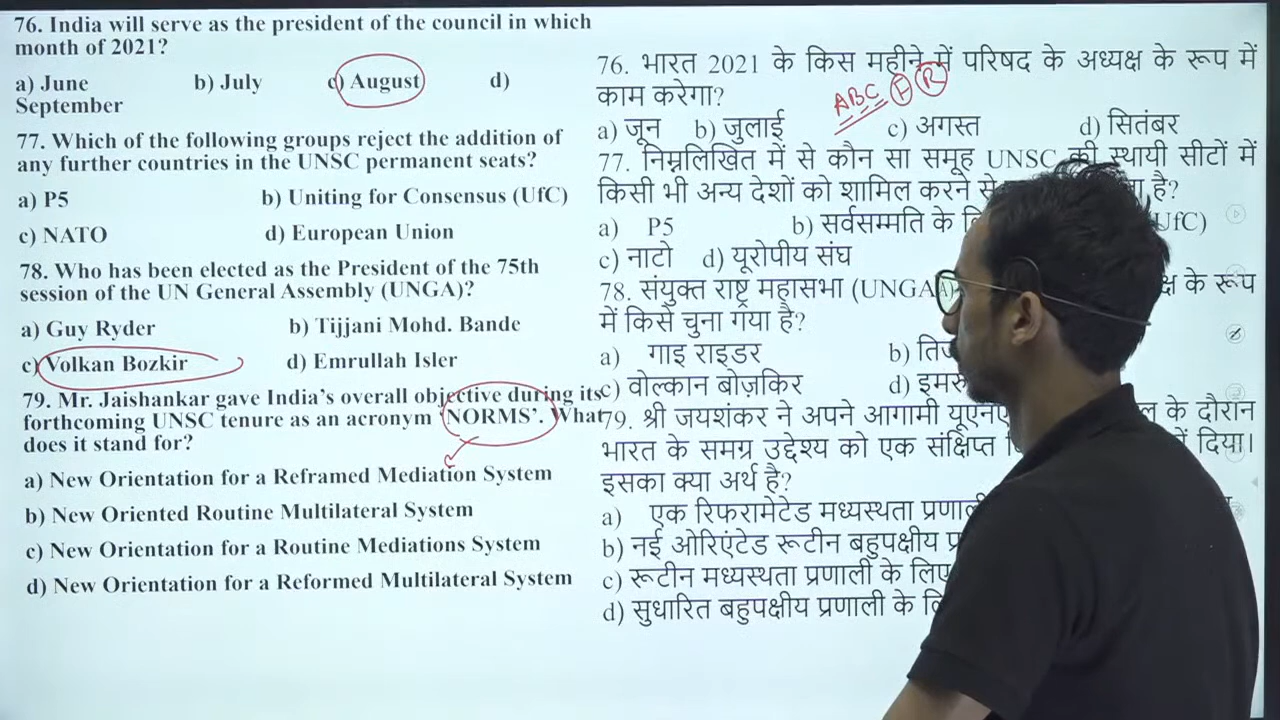 76. India will serve as the president of the council in which
month of 2021?
a) June b) July c) August d)
September
77. Which of the following groups reject the addition of
any further countries in the UNSC permanent seats?
a) P5 b) Uniting for Consensus (UfC)
c) NATO d) European Union
78. Who has been elected as the President of the 75th
session of the UN General Assembly (UNGA)?
a) Guy Ryder b) Tijjani Mohd. Bande
c) Volkan Bozkir d) Emrullah Isler
79. Mr. Jaishankar gave India's overall objective during its
forthcoming UNSC tenure as an acronym 'NORMS'. What
does it stand for?
a) New Orientation for a Reframed Mediation System
b) New Oriented Routine Multilateral System
c) New Orientation for a Routine Mediations System
d) New Orientation for a Reformed Multilateral System
76. भारत 2021 के किस महीने में परिषद के अध्यक्ष के रूप में
काम करेगा?
ABC F R
a) जून b) जुलाई c) अगस्त d) सितंबर
77. निम्नलिखित में से कौन सा समूह UNSC की स्थायी सीटों में
किसी भी अन्य देशों को शामिल करने से है?
a) P5 b) सर्वसम्मति के UfC)
c) नाटो d) यूरोपीय संघ
78. संयुक्त राष्ट्र महासभा (UNGA के रूप
में किसे चुना गया है?
a) गाइ राइडर b)
c) वोल्कान बोज़किर d)
79. श्री जयशंकर ने अपने आगामी के दौरान
भारत के समग्र उद्देश्य को एक संक्षिप्त दिया।
इसका क्या अर्थ है?
a) एक रिफरामेटेड मध्यस्थता
b) नई ओरिएंटेड रूटीन बहुपक्षीय
c) रूटीन मध्यस्थता प्रणाली के लिए
d) सुधारित बहुपक्षीय प्रणाली के